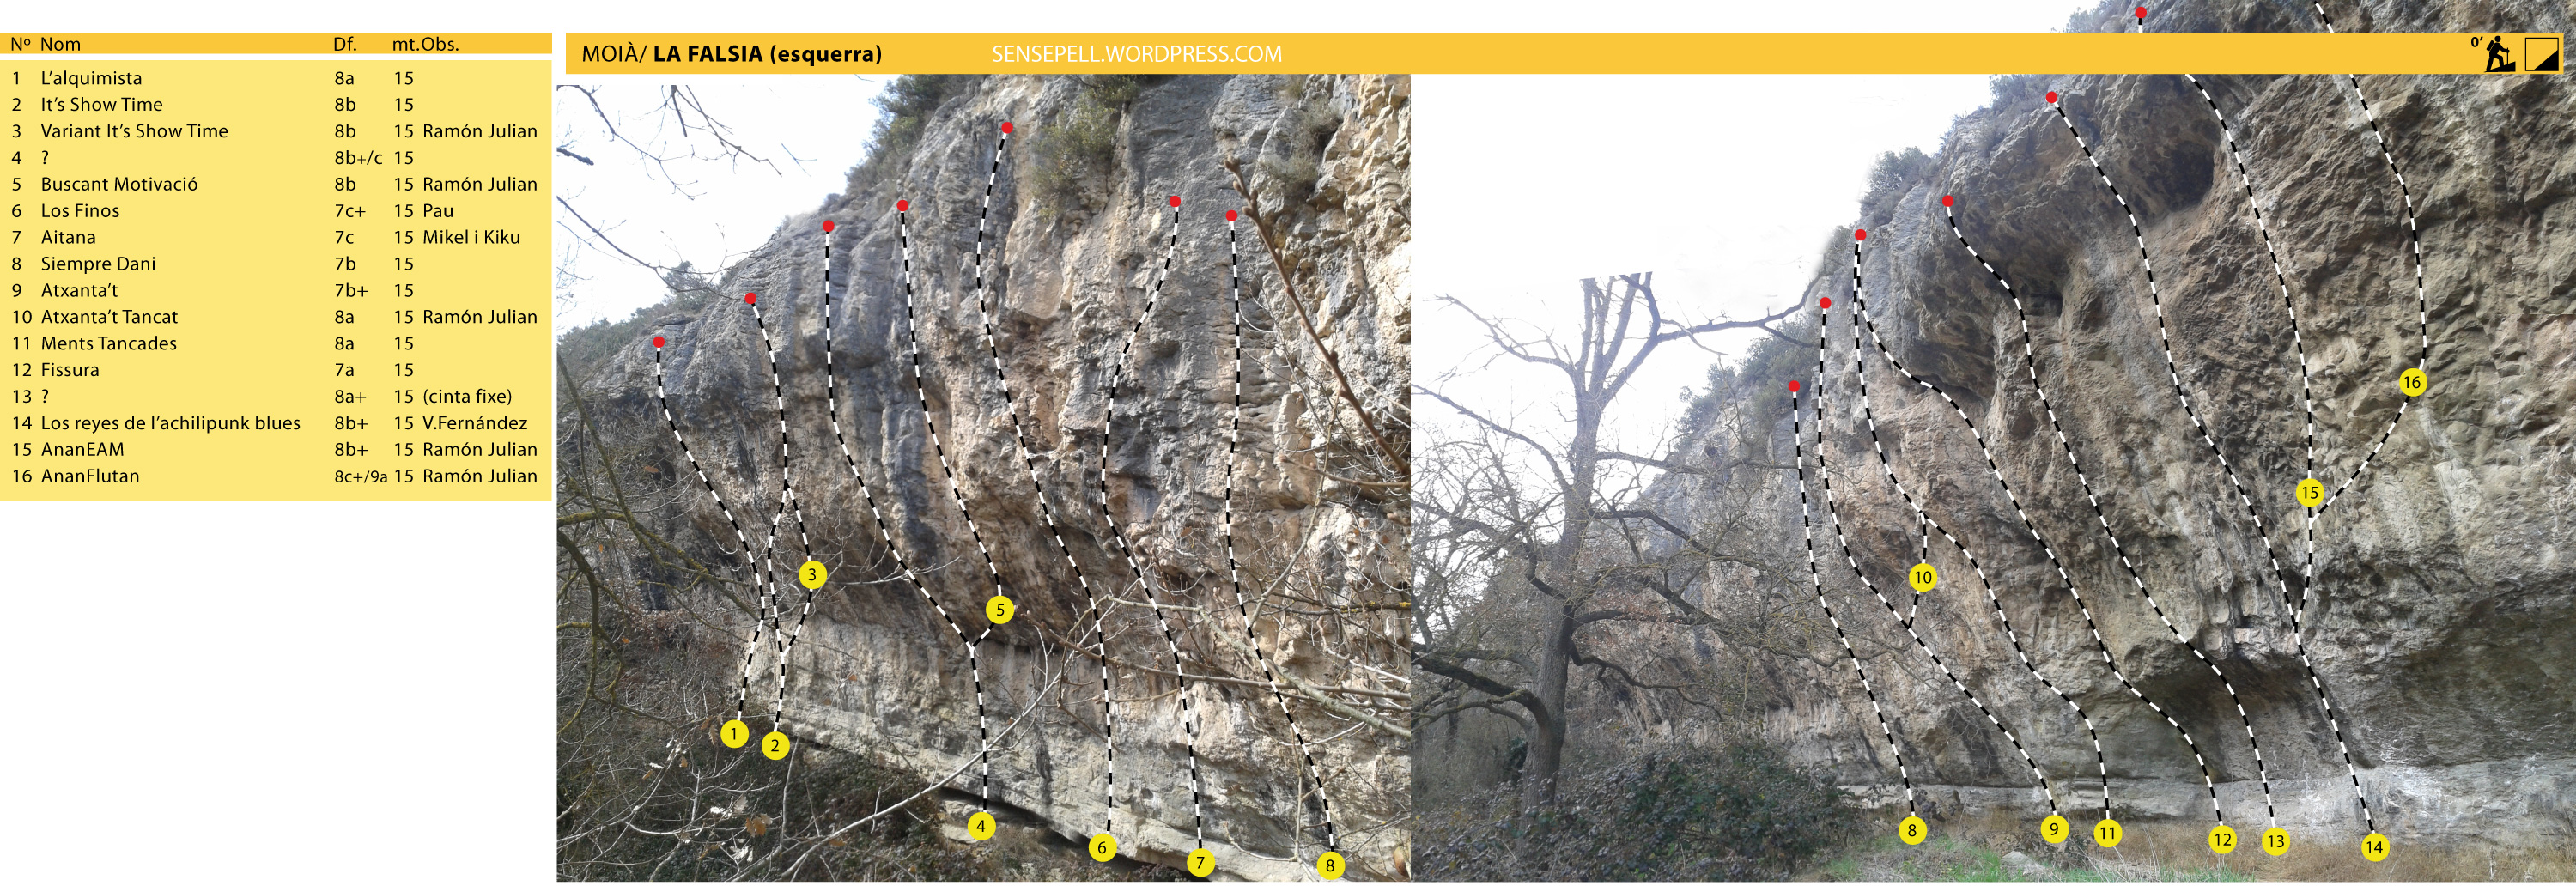 Nº Nom Df. mt. Obs.
1 L'alquimista 8a 15
2 It's Show Time 8b 15
3 Variant It's Show Time 8b 15 Ramón Julian
4 ? 8b+/c 15
5 Buscant Motivació 8b 15 Ramón Julian
6 Los Finos 7c+ 15 Pau
7 Aitana 7c 15 Mikel i Kiku
8 Siempre Dani 7b 15
9 Atxanta't 7b+ 15
10 Atxanta't Tancat 8a 15 Ramón Julian
11 Ments Tancades 8a 15
12 Fissura 7a 15
13 ? 8a+ 15 (cinta fixe)
14 Los reyes de l'achilipunk blues 8b+ 15 V.Fernández
15 AnanEAM 8b+ 15 Ramón Julian
16 AnanFlutan 8c+/9a 15 Ramón Julian
MOIÀ/ LA FALSIA (esquerra) SENSEPELL.WORDPRESS.COM 0'
3
5
1
2
4
6
7
8
16
15
10
8
9
11
12
13
14